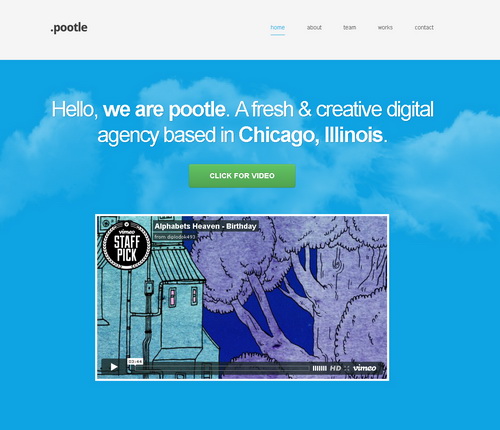 .pootle
home about team works contact
Hello, we are pootle. A fresh & creative digital
agency based in Chicago, Illinois.
CLICK FOR VIDEO
vimeo
STAFF
PICK
Alphabets Heaven - Birthday
from diplodok493
03:44
HD vimeo